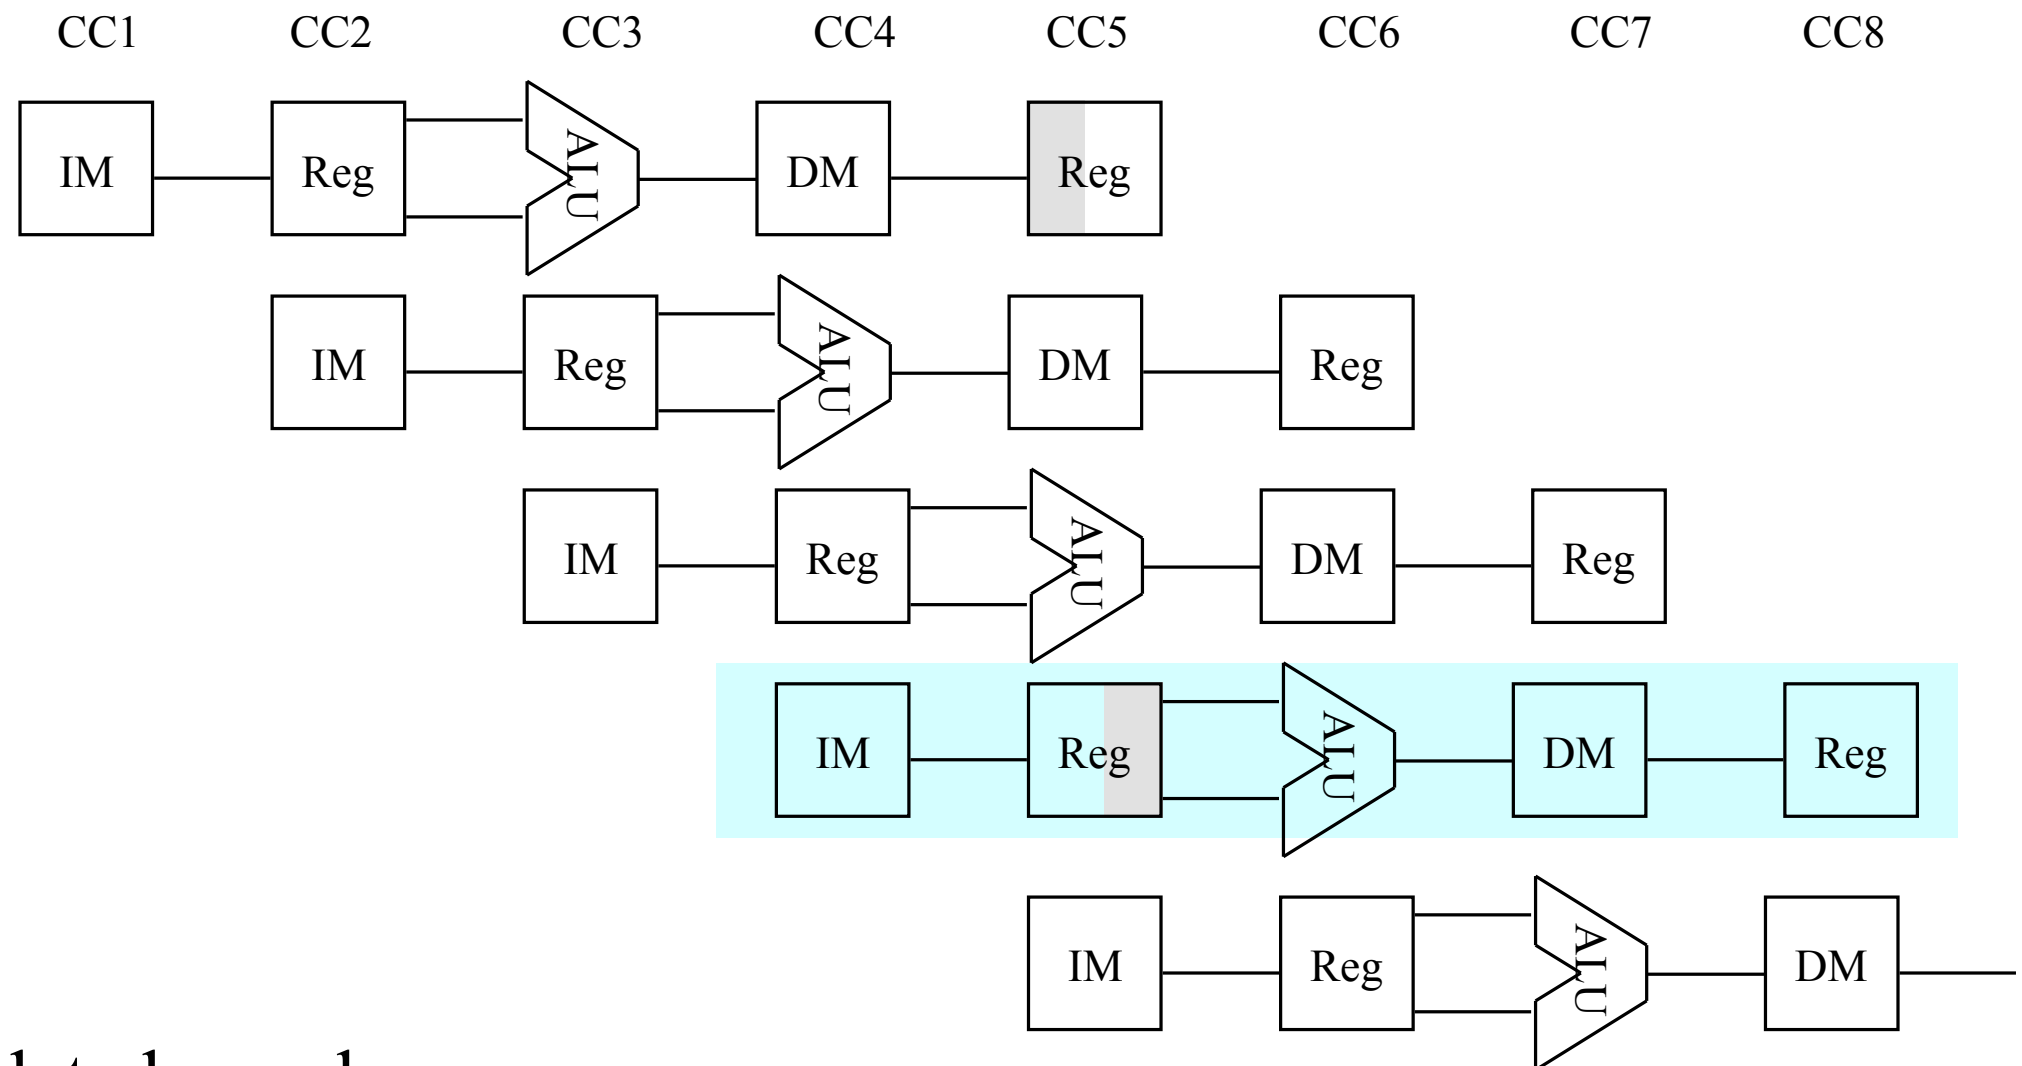 CC1 CC2 CC3 CC4 CC5 CC6 CC7 CC8
IM Reg ALU DM Reg
IM Reg ALU DM Reg
IM Reg ALU DM Reg
IM Reg ALU DM Reg
IM Reg ALU DM